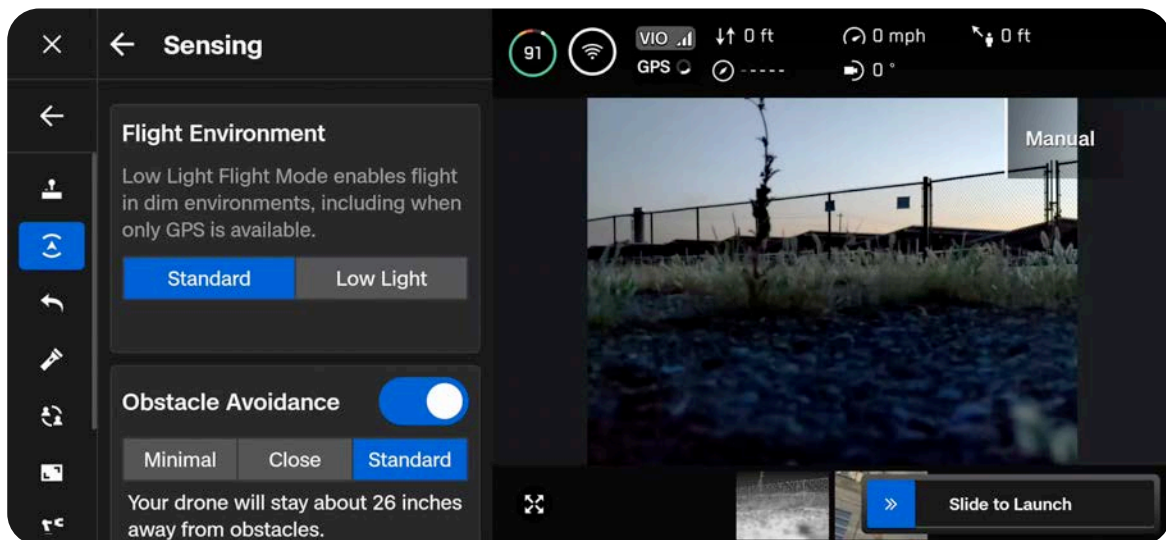 Sensing
Flight Environment
Low Light Flight Mode enables flight
in dim environments, including when
only GPS is available.
Standard
Low Light
Obstacle Avoidance
Minimal
Close
Standard
Your drone will stay about 26 inches
away from obstacles.
91
VIO
0 ft
0 mph
0 ft
GPS
-----
0 °
Manual
Slide to Launch